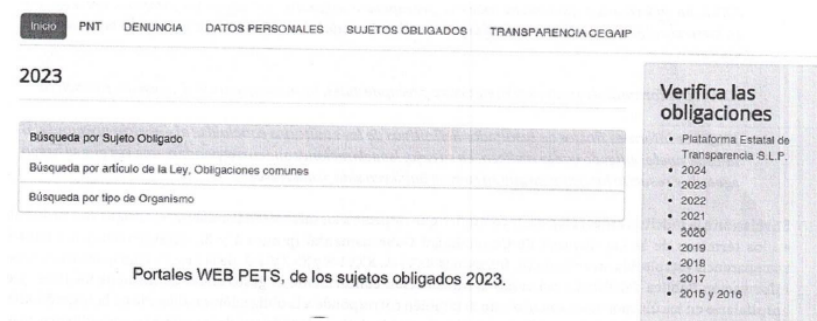 Inicio PNT DENUNCIA DATOS PERSONALES SUJETOS OBLIGADOS TRANSPARENCIA CEGAIP
2023
Búsqueda por Sujeto Obligado
Búsqueda por artículo de la Ley, Obligaciones comunes
Búsqueda por tipo de Organismo
Portales WEB PETS, de los sujetos obligados 2023.
Verifica las
obligaciones
• Plataforma Estatal de
Transparencia S.L.P.
• 2024
• 2023
• 2022
• 2021
• 2020
• 2019
• 2018
• 2017
• 2015 y 2016